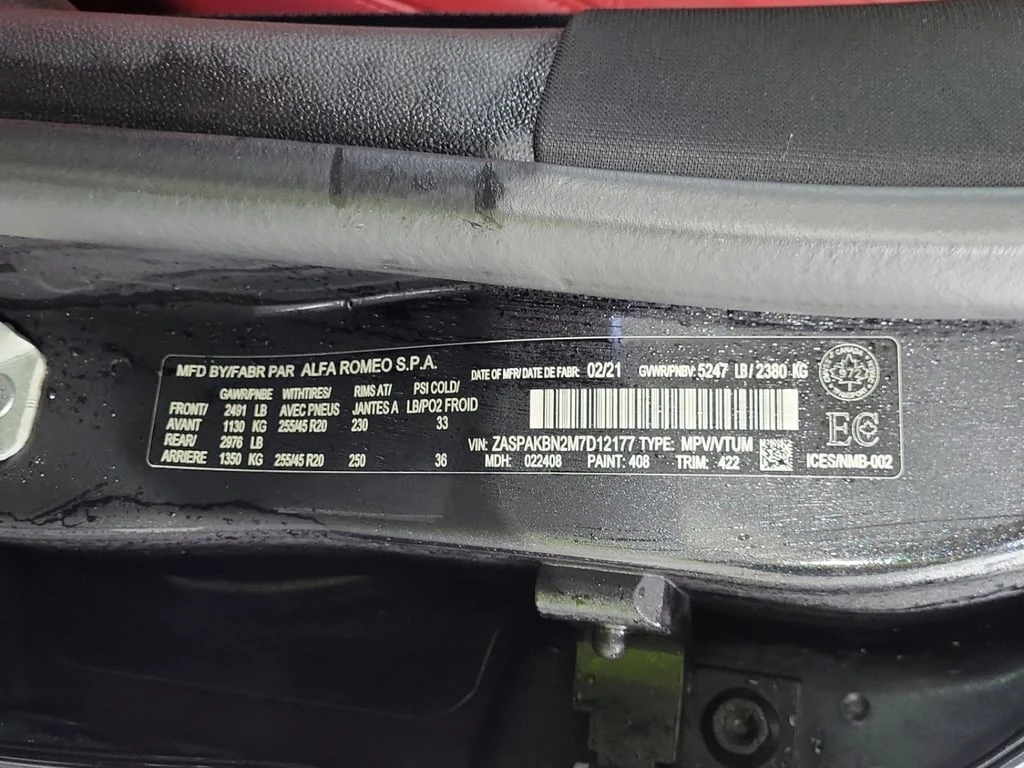 MFD BY/FABR PAR ALFA ROMEO S.P.A.
DATE OF MFR/DATE DE FABR: 02/21 GVWR/PNBV: 5247 LB / 2380 KG
GAWR/PNBE WITHTIRES/ RIMS AT/ PSI COLD/
FRONT/ 2491 LB AVEC PNEUS JANTES A LB/PO2 FROID
AVANT 1130 KG 255/45 R20 230 33
REAR/ 2976 LB
ARRIERE 1350 KG 255/45 R20 250 36
VIN: ZASPAKBN2M7D12177 TYPE: MPV/VTUM
MDH: 022408 PAINT: 408 TRIM: 422
EC
ICES/NMB-002